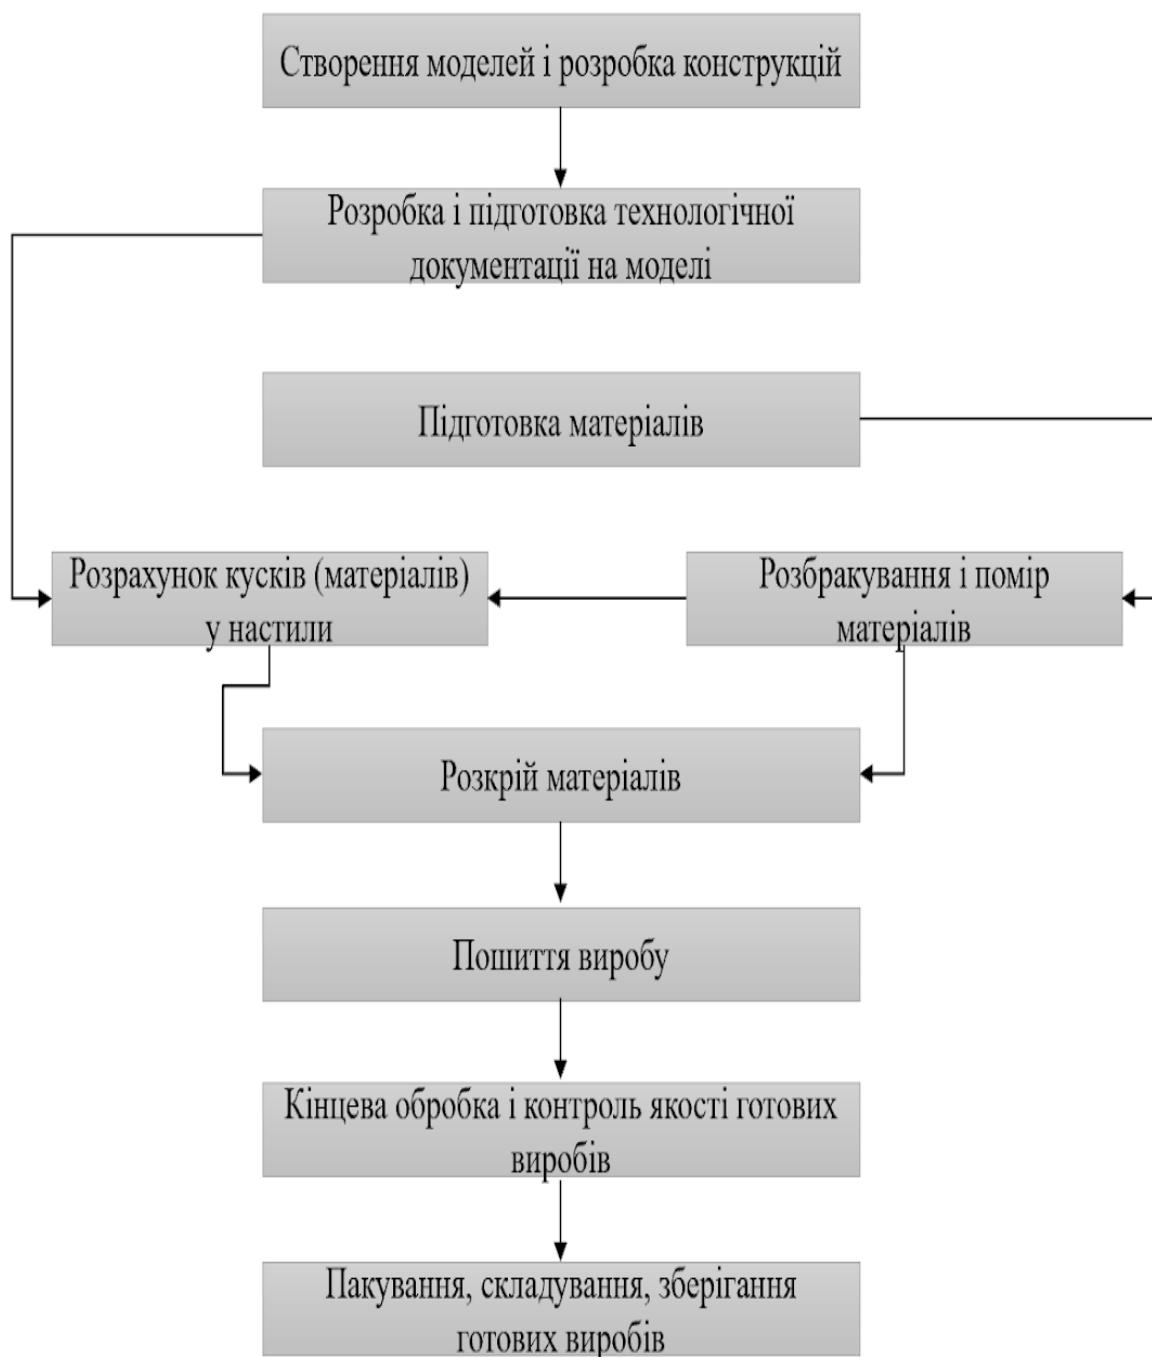 Створення моделей і розробка конструкцій
Розробка і підготовка технологічної
документації на моделі
Підготовка матеріалів
Розрахунок кусків (матеріалів)
у настили
Розбракування і помір
матеріалів
Розкрій матеріалів
Пошиття виробу
Кінцева обробка і контроль якості готових
виробів
Пакування, складування, зберігання
готових виробів